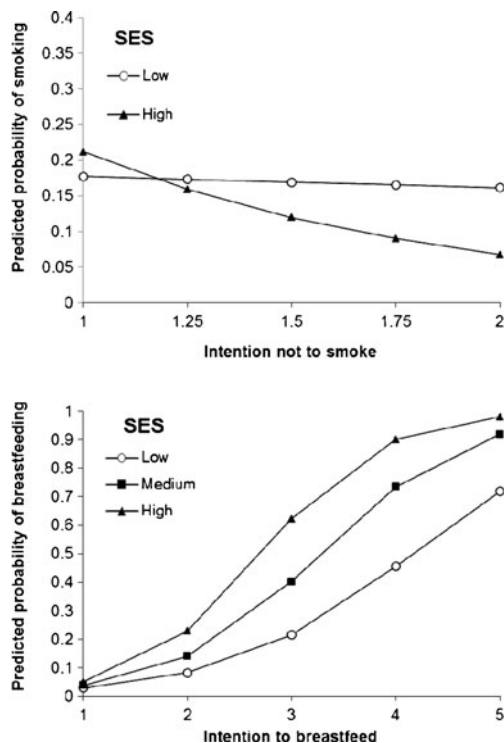 Predicted probability of smoking
0.4
0.35
0.3
0.25
0.2
0.15
0.1
0.05
0
SES
Low
High
1
1.25
1.5
1.75
2
Intention not to smoke
Predicted probability of breastfeeding
1
0.9
0.8
0.7
0.6
0.5
0.4
0.3
0.2
0.1
0
SES
Low
Medium
High
1
2
3
4
5
Intention to breastfeed